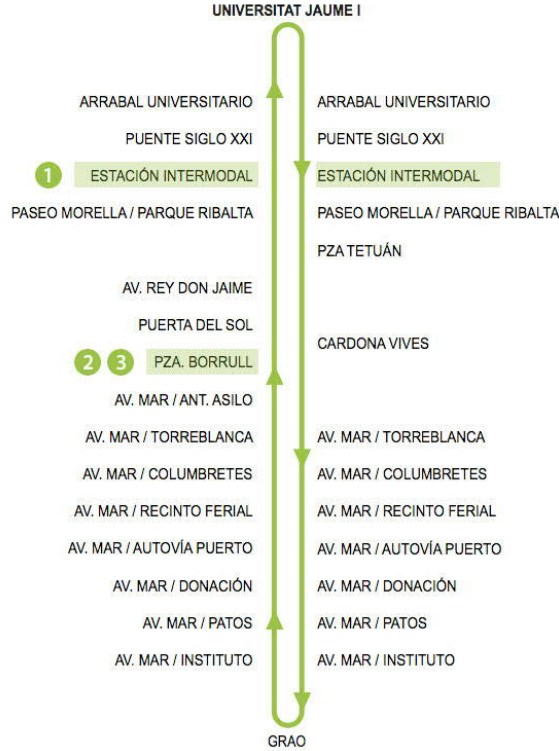 UNIVERSITAT JAUME I
ARRABAL UNIVERSITARIO
PUENTE SIGLO XXI
1 ESTACIÓN INTERMODAL
PASEO MORELLA / PARQUE RIBALTA
AV. REY DON JAIME
PUERTA DEL SOL
2 3 PZA. BORRULL
AV. MAR / ANT. ASILO
AV. MAR / TORREBLANCA
AV. MAR / COLUMBRETES
AV. MAR / RECINTO FERIAL
AV. MAR / AUTOVÍA PUERTO
AV. MAR / DONACIÓN
AV. MAR / PATOS
AV. MAR / INSTITUTO
ARRABAL UNIVERSITARIO
PUENTE SIGLO XXI
ESTACIÓN INTERMODAL
PASEO MORELLA / PARQUE RIBALTA
PZA TETUÁN
CARDONA VIVES
AV. MAR / TORREBLANCA
AV. MAR / COLUMBRETES
AV. MAR / RECINTO FERIAL
AV. MAR / AUTOVÍA PUERTO
AV. MAR / DONACIÓN
AV. MAR / PATOS
AV. MAR / INSTITUTO
GRAO